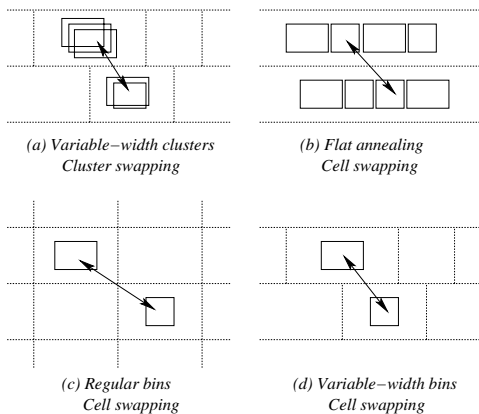 (a) Variable−width clusters
Cluster swapping
(b) Flat annealing
Cell swapping
(c) Regular bins
Cell swapping
(d) Variable−width bins
Cell swapping